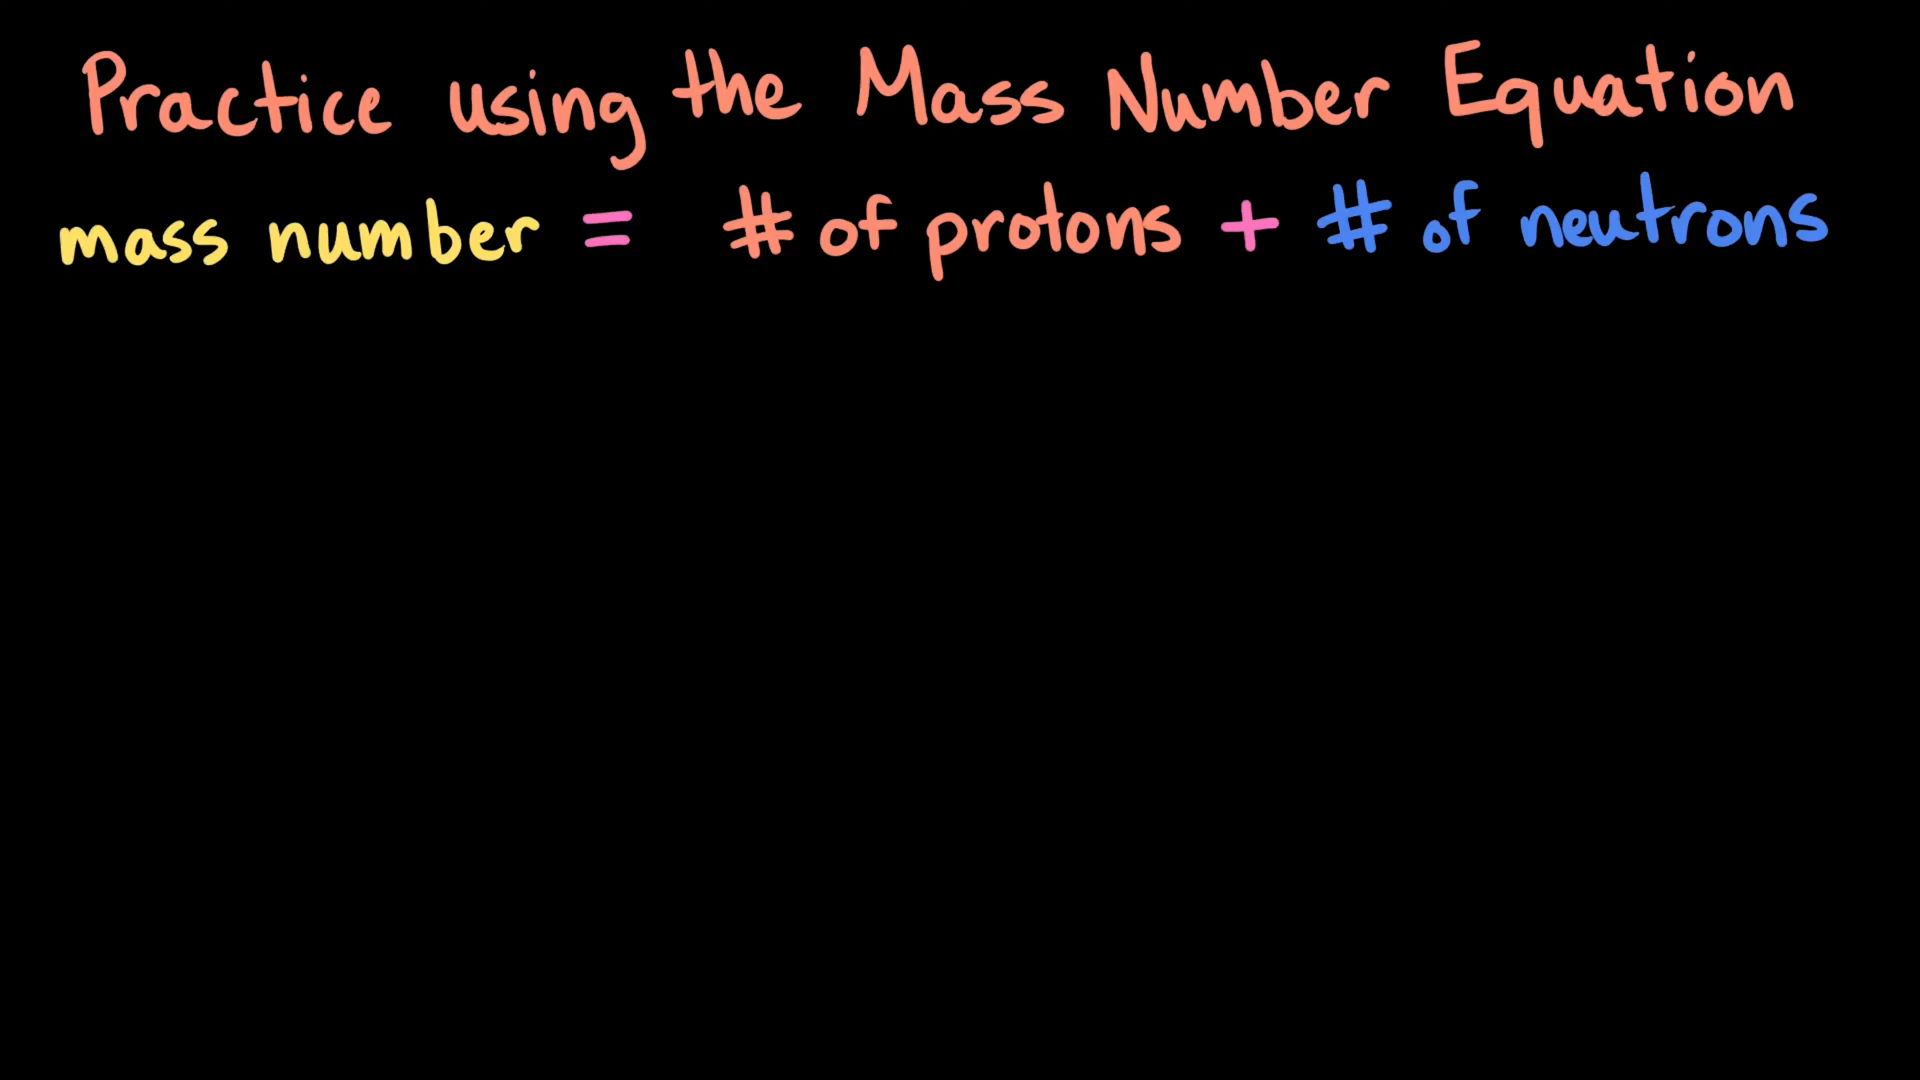 Practice using the Mass Number Equation
mass number = # of protons + # of neutrons